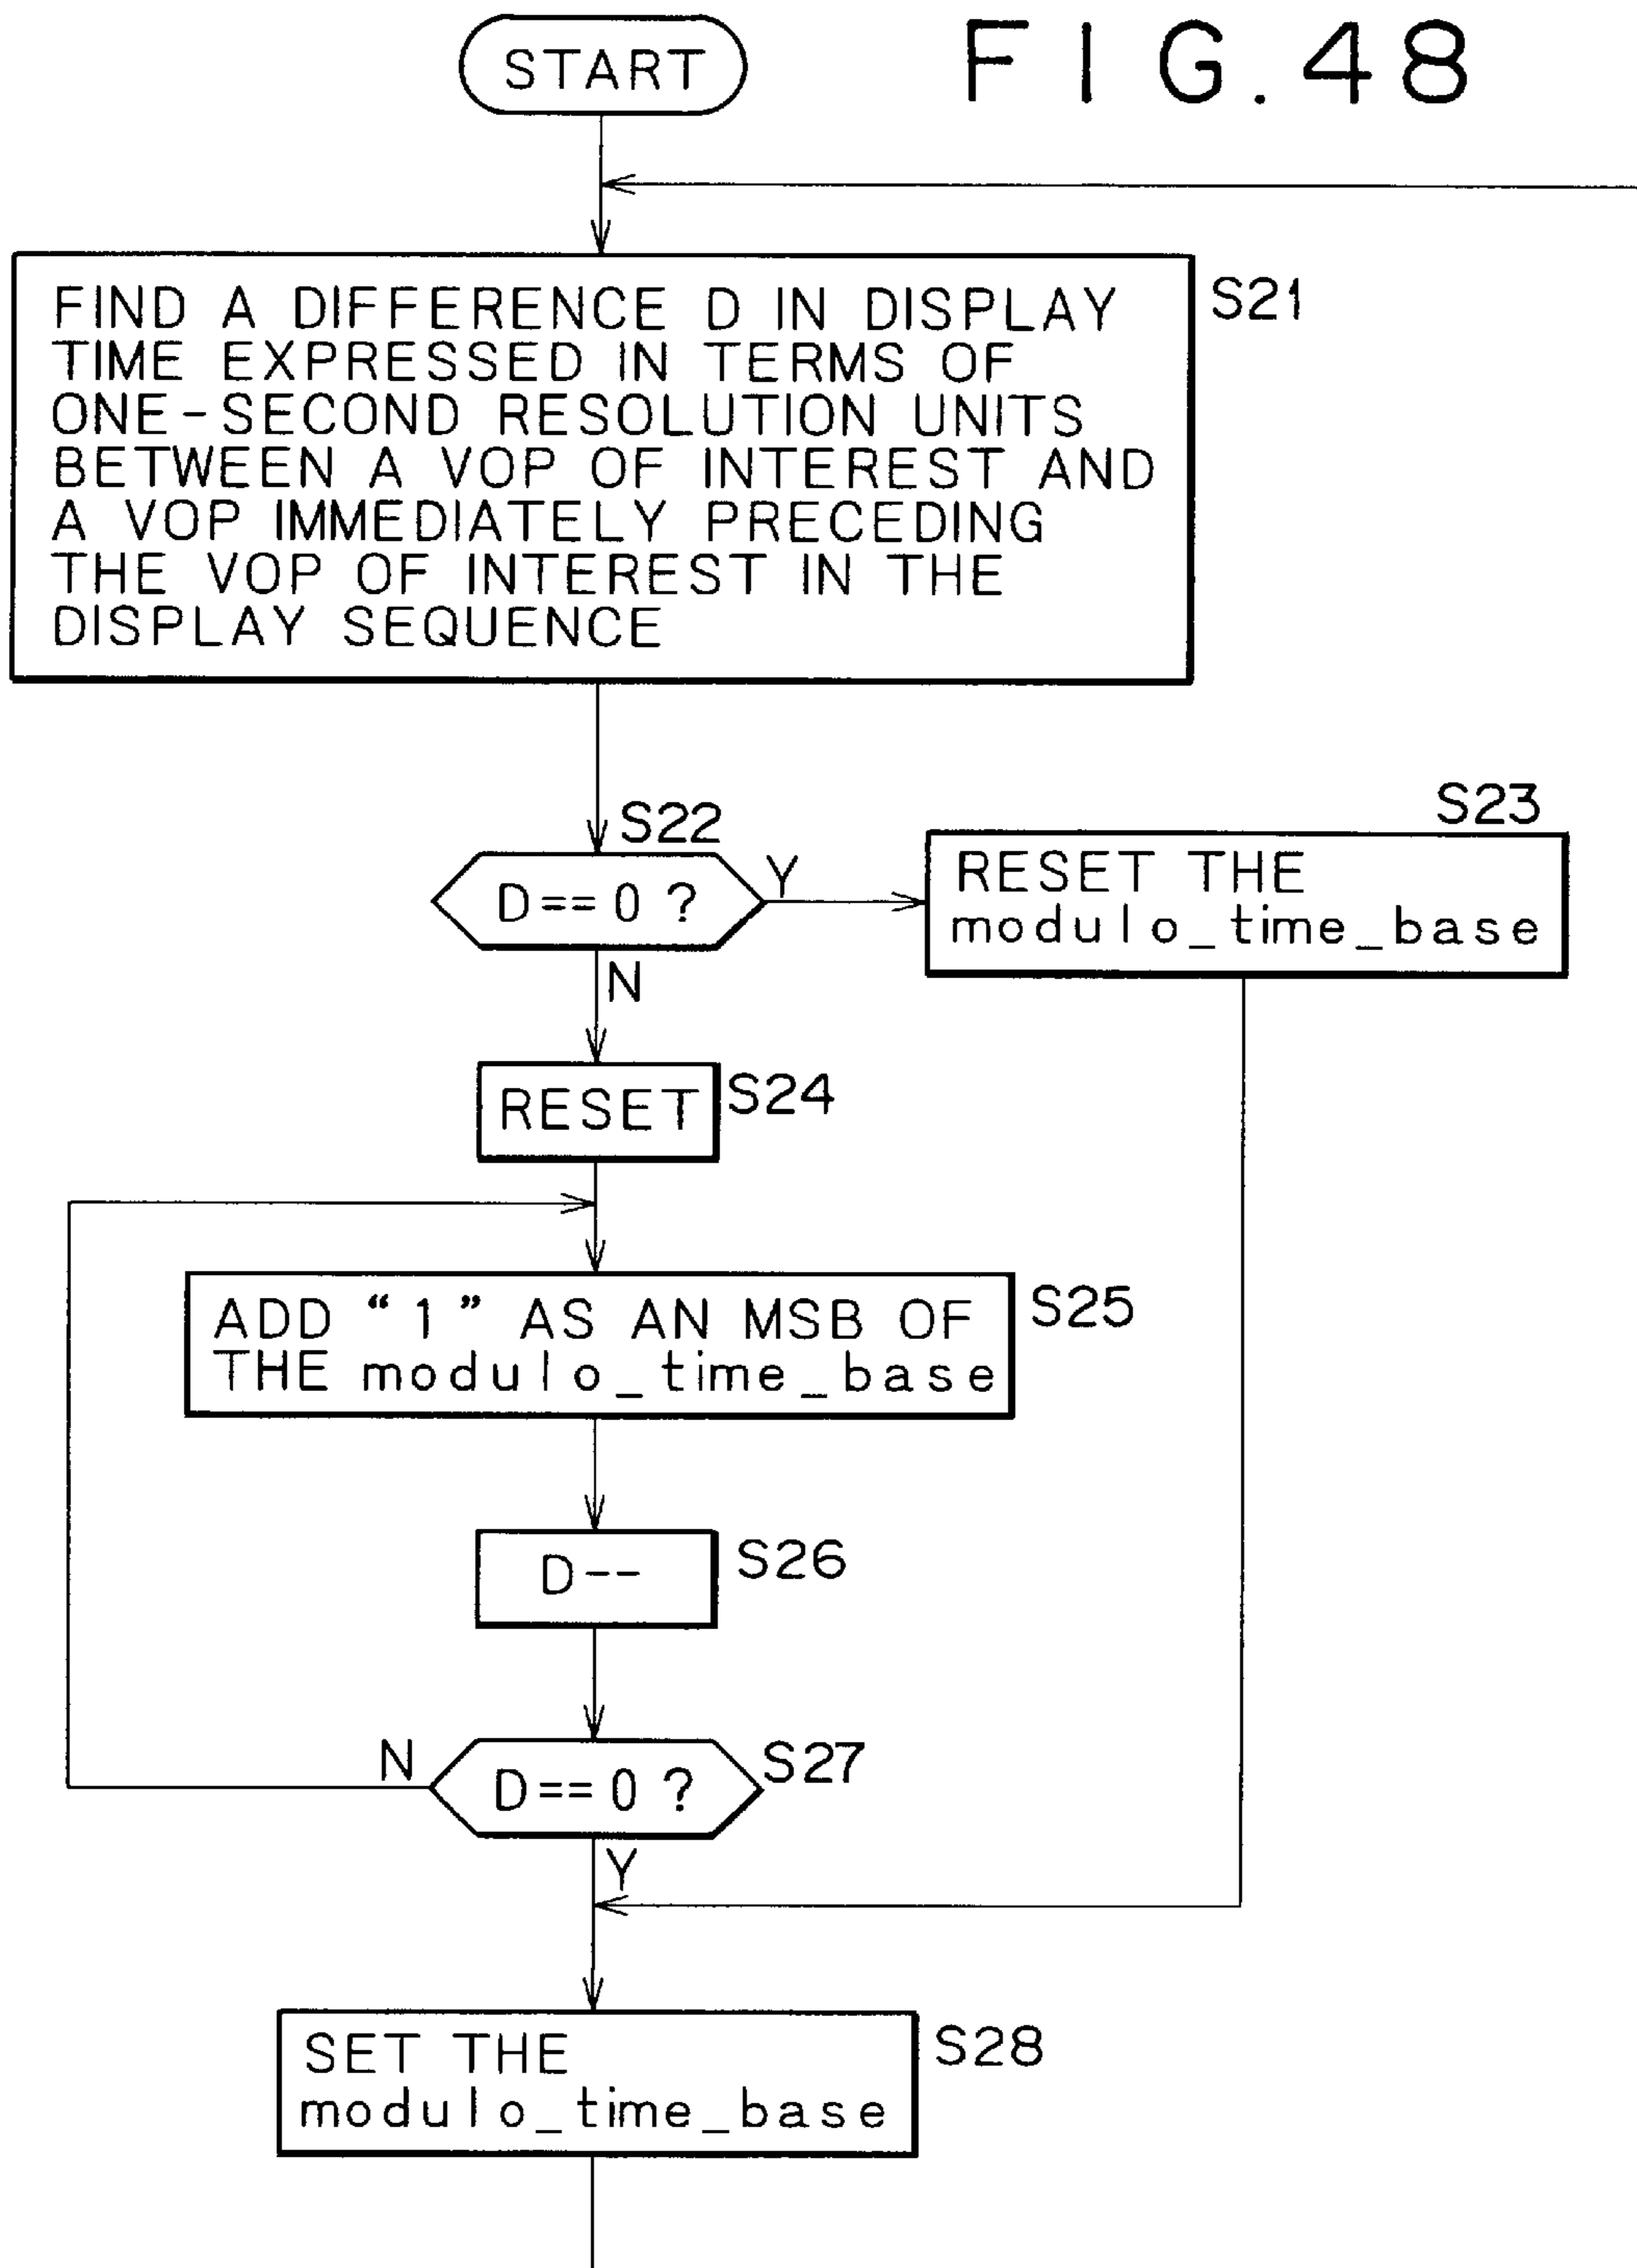 START
FIG. 48
FIND A DIFFERENCE D IN DISPLAY
TIME EXPRESSED IN TERMS OF
ONE-SECOND RESOLUTION UNITS
BETWEEN A VOP OF INTEREST AND
A VOP IMMEDIATELY PRECEDING
THE VOP OF INTEREST IN THE
DISPLAY SEQUENCE
S21
S22
D==0 ?
Y
N
S23
RESET THE
modulo_time_base
RESET
S24
ADD “1” AS AN MSB OF
THE modulo_time_base
S25
D--
S26
D==0 ?
S27
N
Y
SET THE
modulo_time_base
S28